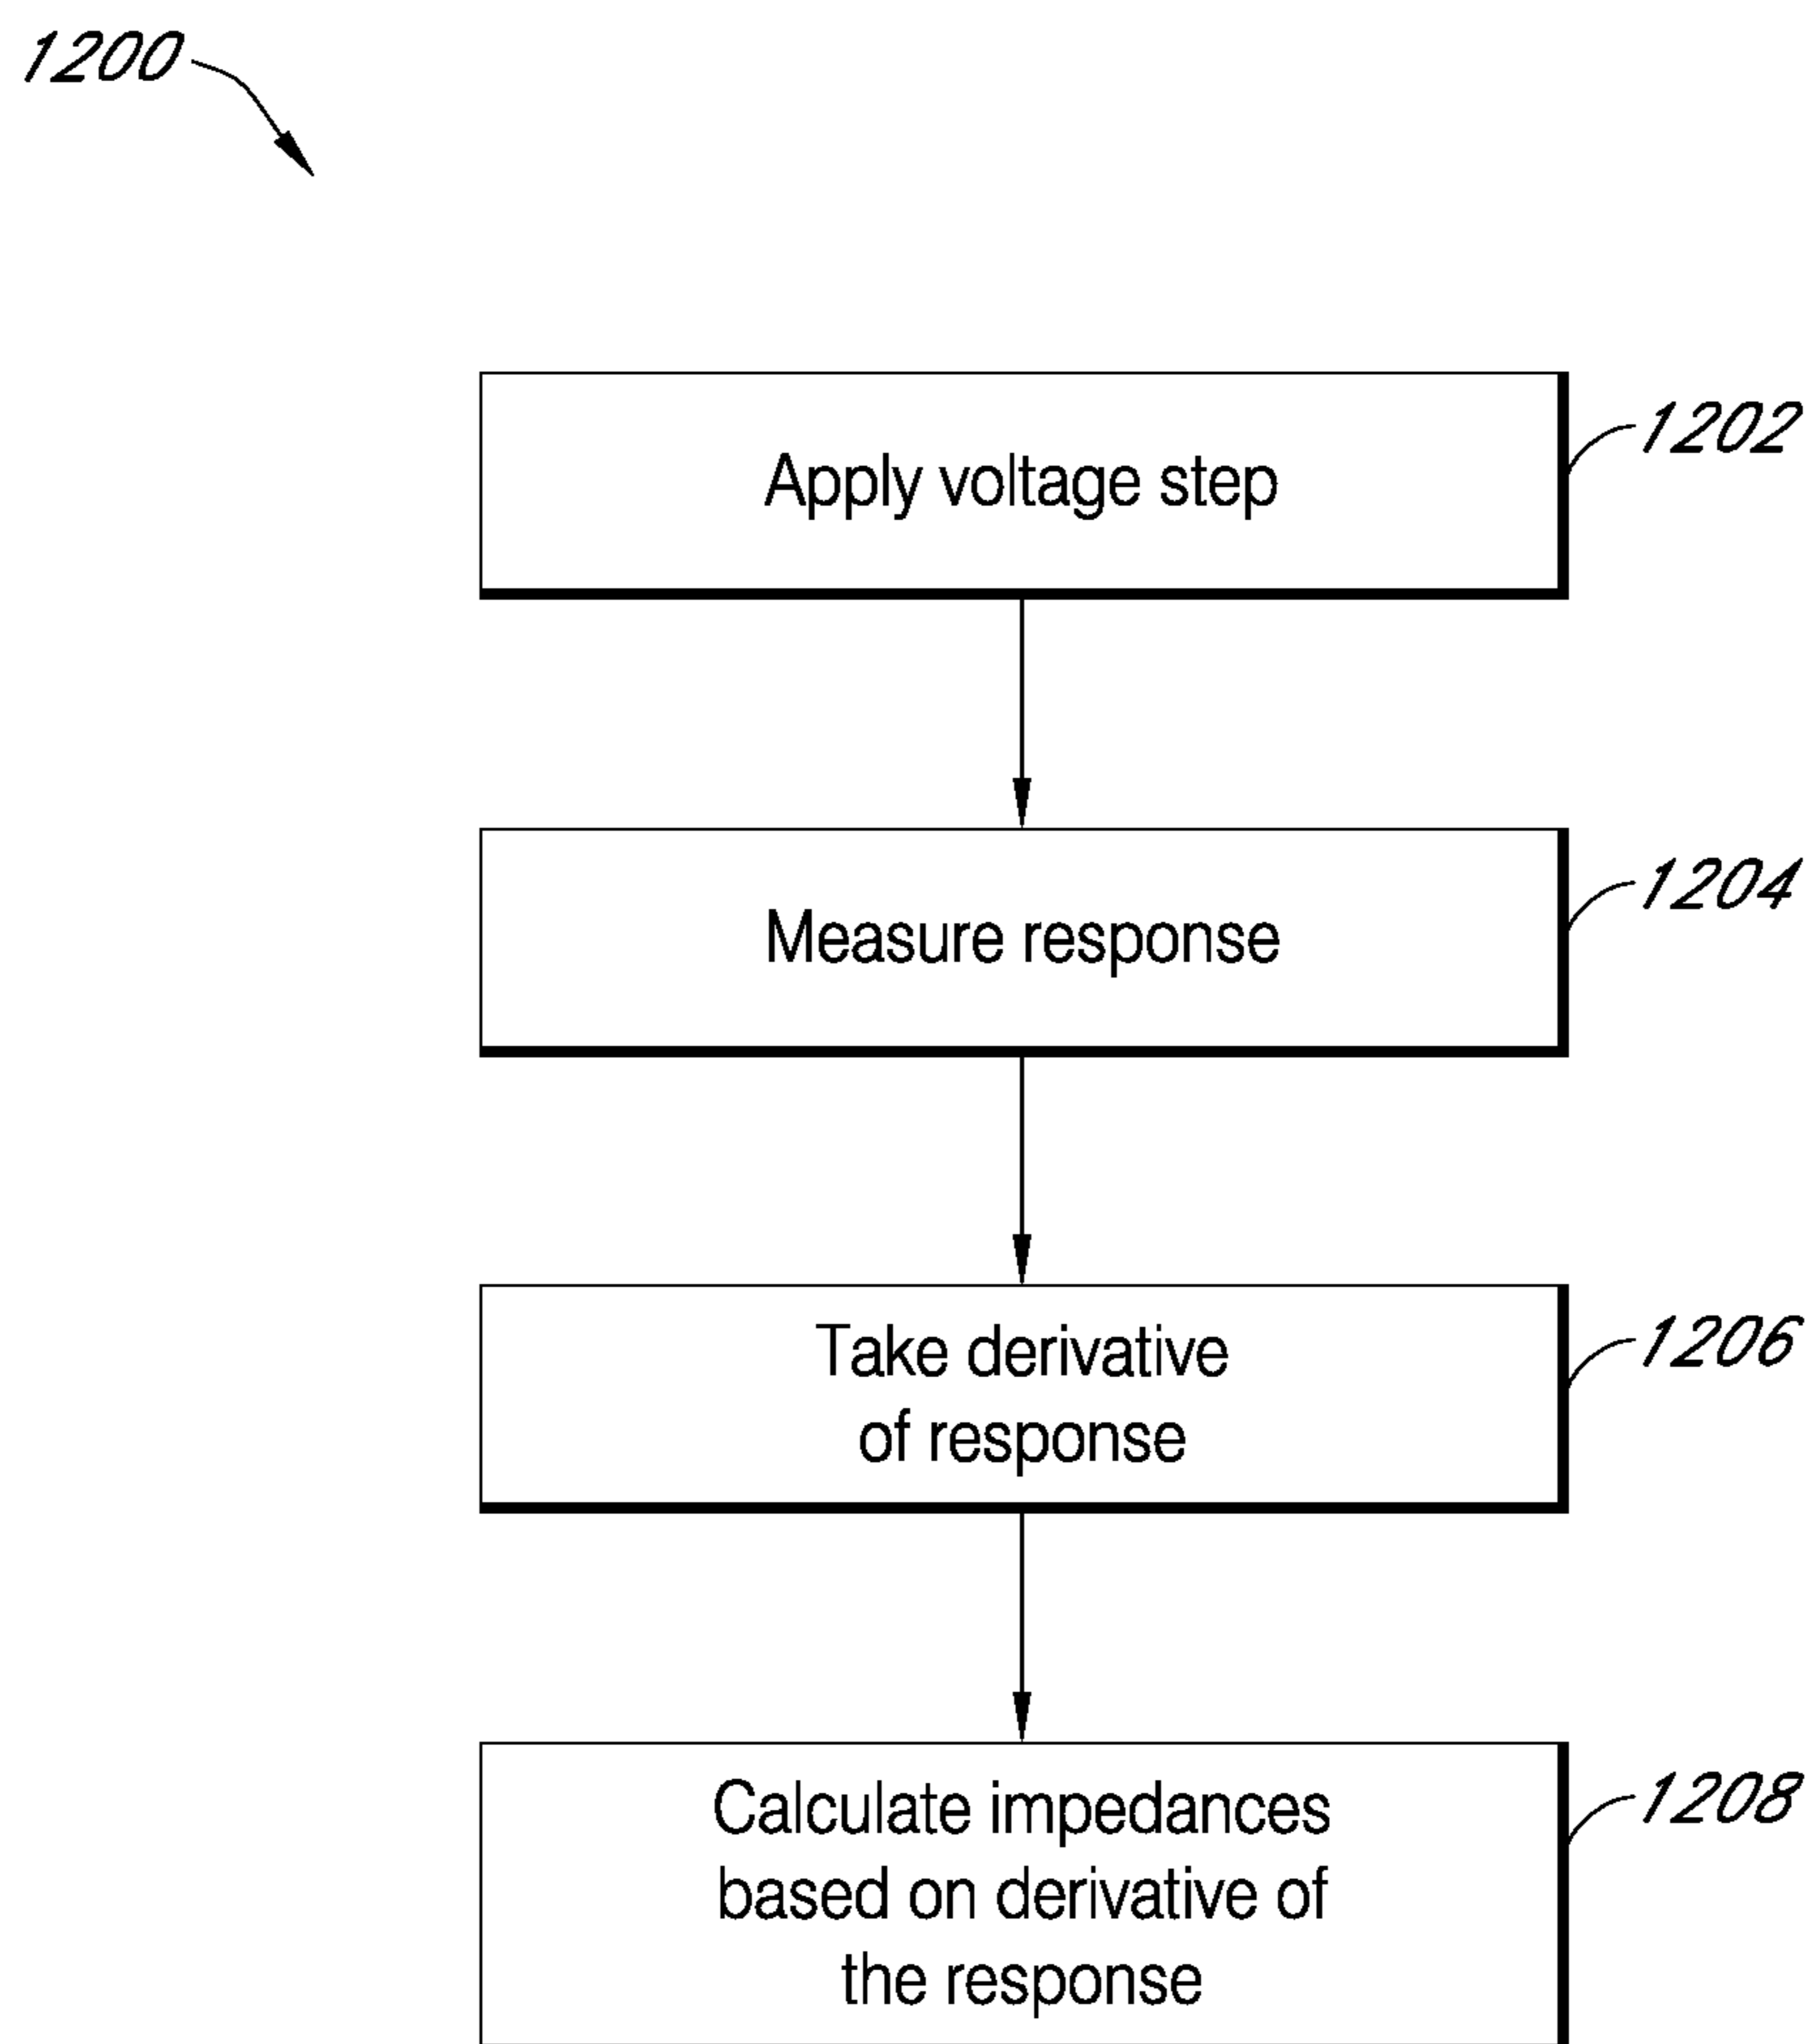 1200
Apply voltage step
1202
Measure response
1204
Take derivative
of response
1206
Calculate impedances
based on derivative of
the response
1208